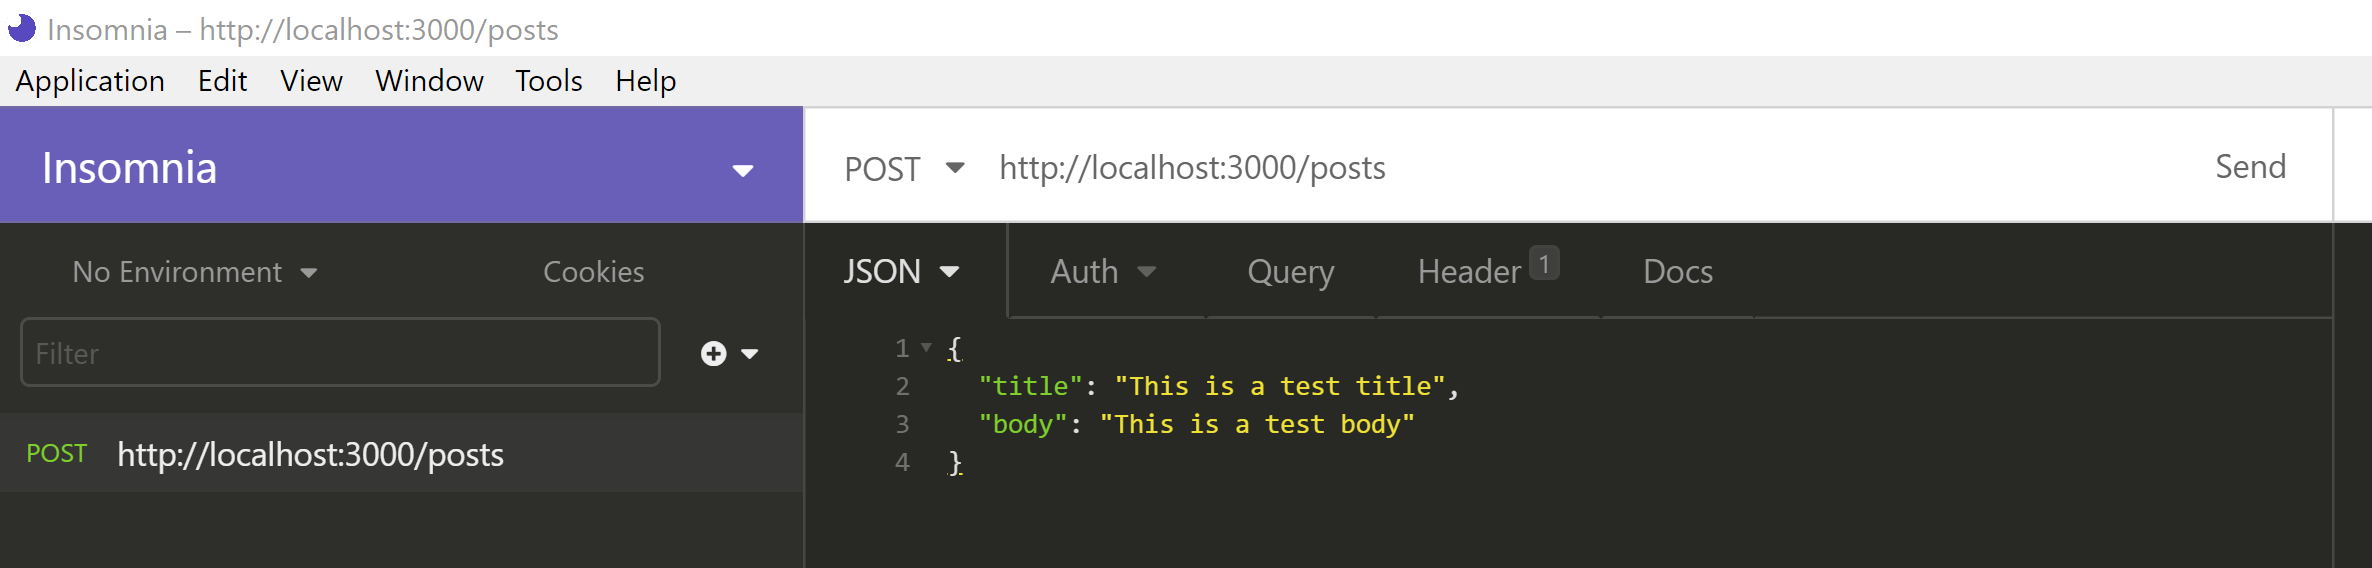 Insomnia – http://localhost:3000/posts
Application Edit View Window Tools Help
Insomnia
POST http://localhost:3000/posts Send
No Environment Cookies
JSON Auth Query Header 1 Docs
Filter
POST http://localhost:3000/posts
1 {
2 "title": "This is a test title",
3 "body": "This is a test body"
4 }